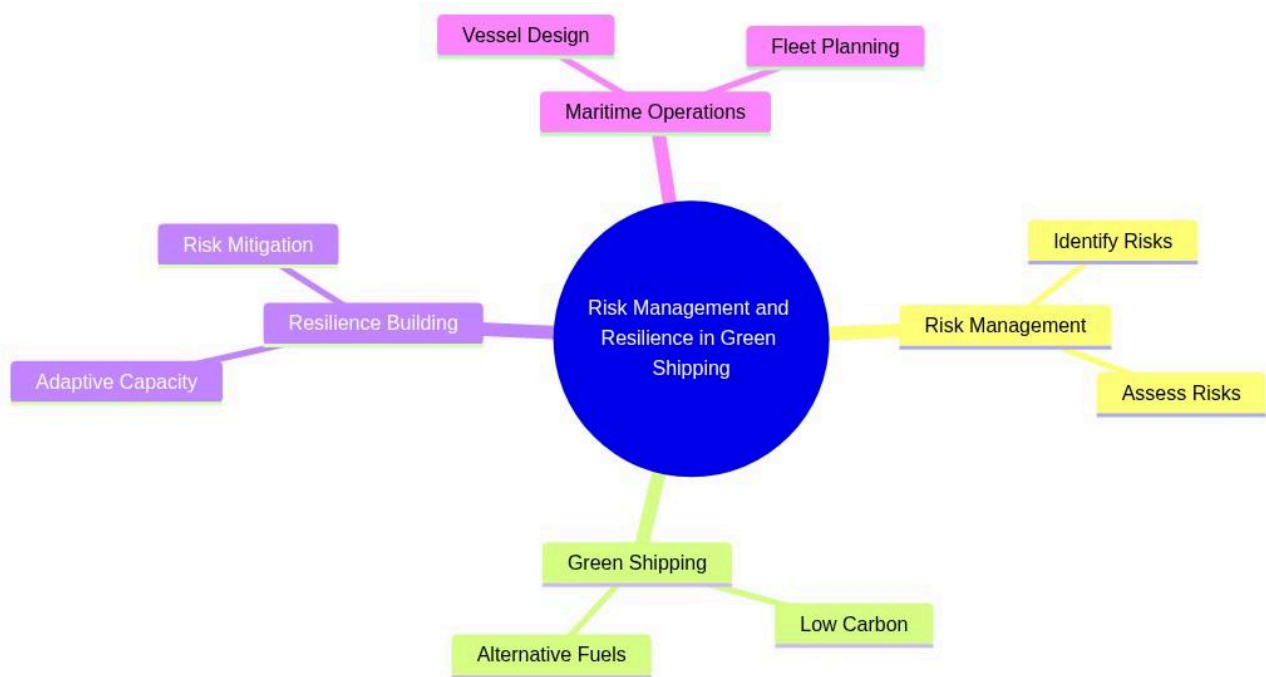 Vessel Design
Fleet Planning
Maritime Operations
Risk Mitigation
Identify Risks
Resilience Building
Risk Management and
Resilience in Green
Shipping
Risk Management
Adaptive Capacity
Assess Risks
Green Shipping
Low Carbon
Alternative Fuels